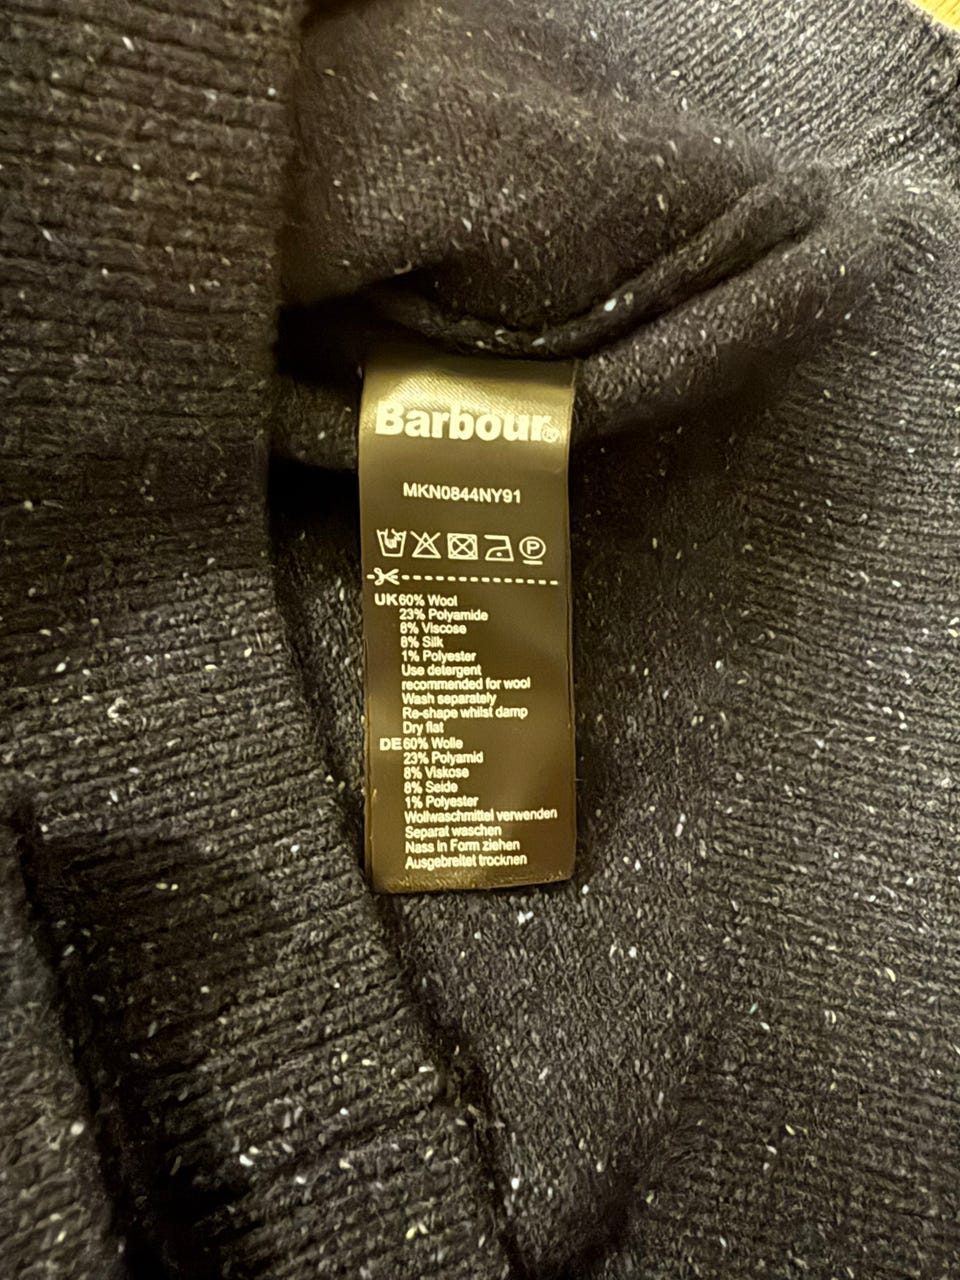 Barbour®
MKN0844NY91
P
UK 60% Wool
23% Polyamide
8% Viscose
8% Silk
1% Polyester
Use detergent
recommended for wool
Wash separately
Re-shape whilst damp
Dry flat
DE 60% Wolle
23% Polyamid
8% Viskose
8% Seide
1% Polyester
Wollwaschmittel verwenden
Separat waschen
Nass in Form ziehen
Ausgebreitet trocknen